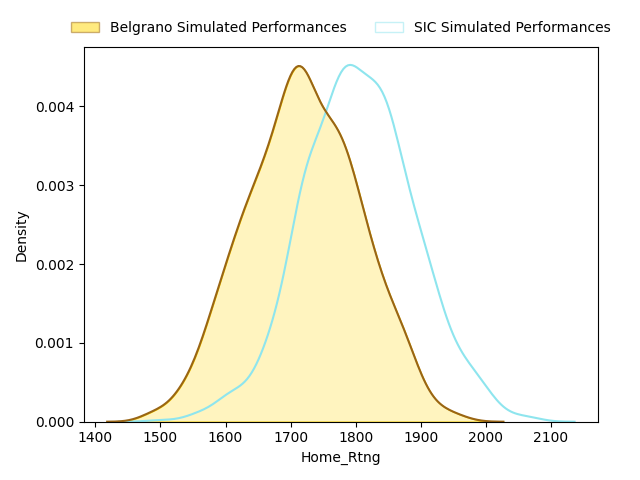 Belgrano Simulated Performances SIC Simulated Performances
0.004
0.003
0.002
0.001
0.000
Density
1400 1500 1600 1700 1800 1900 2000 2100
Home_Rtng